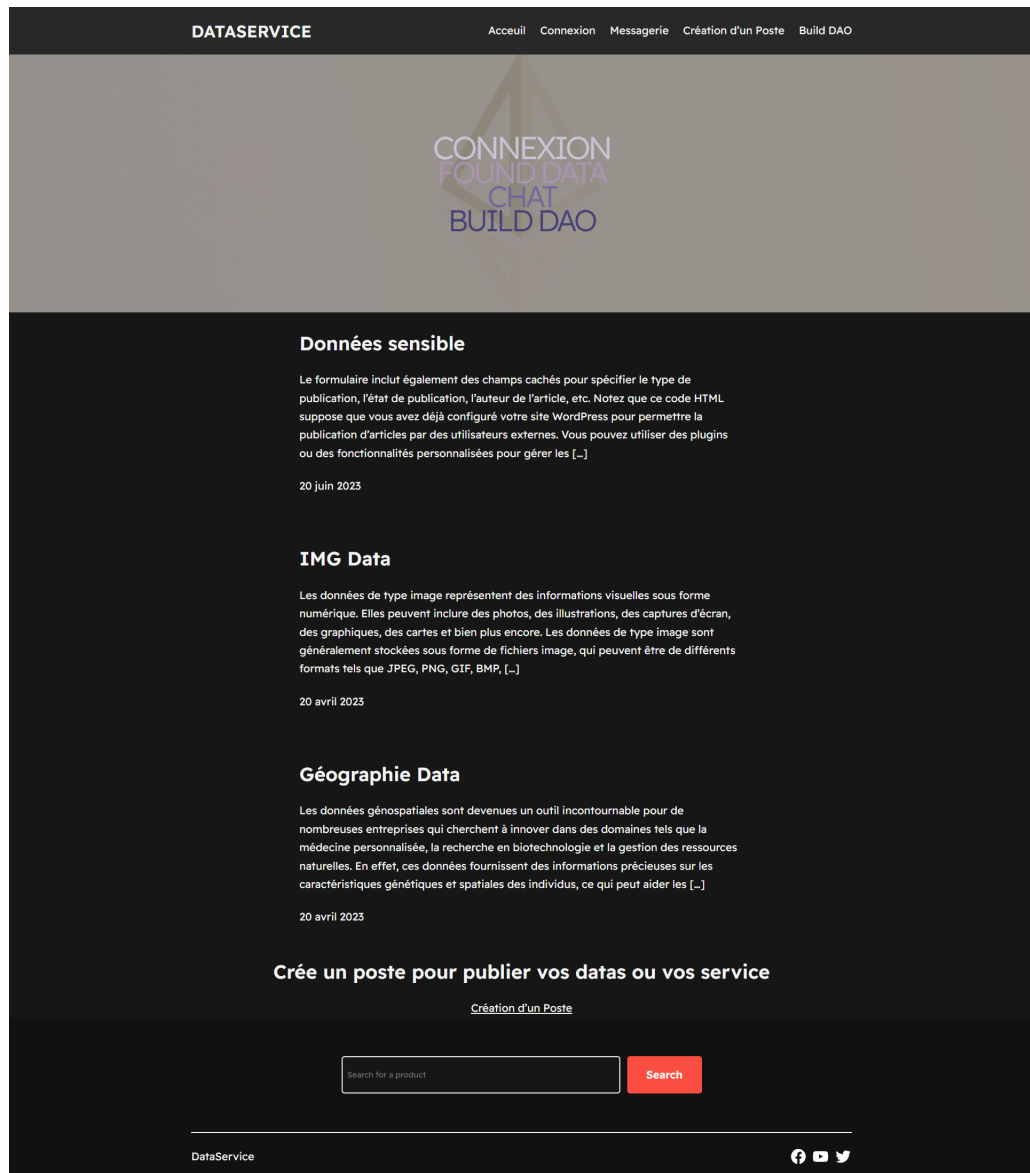 DATASERVICE
Acceuil Connexion Messagerie Création d'un Poste Build DAO
CONNEXION
FOUND DATA
CHAT
BUILD DAO
Données sensible
Le formulaire inclut également des champs cachés pour spécifier le type de
publication, l'état de publication, l'auteur de l'article, etc. Notez que ce code HTML
suppose que vous avez déjà configuré votre site WordPress pour permettre la
publication d'articles par des utilisateurs externes. Vous pouvez utiliser des plugins
ou des fonctionnalités personnalisées pour gérer les […]
20 juin 2023
IMG Data
Les données de type image représentent des informations visuelles sous forme
numérique. Elles peuvent inclure des photos, des illustrations, des captures d'écran,
des graphiques, des cartes et bien plus encore. Les données de type image sont
généralement stockées sous forme de fichiers image, qui peuvent être de différents
formats tels que JPEG, PNG, GIF, BMP, […]
20 avril 2023
Géographie Data
Les données génospatiales sont devenues un outil incontournable pour de
nombreuses entreprises qui cherchent à innover dans des domaines tels que la
médecine personnalisée, la recherche en biotechnologie et la gestion des ressources
naturelles. En effet, ces données fournissent des informations précieuses sur les
caractéristiques génétiques et spatiales des individus, ce qui peut aider les […]
20 avril 2023
Crée un poste pour publier vos datas ou vos service
Création d'un Poste
Search for a product
Search
DataService